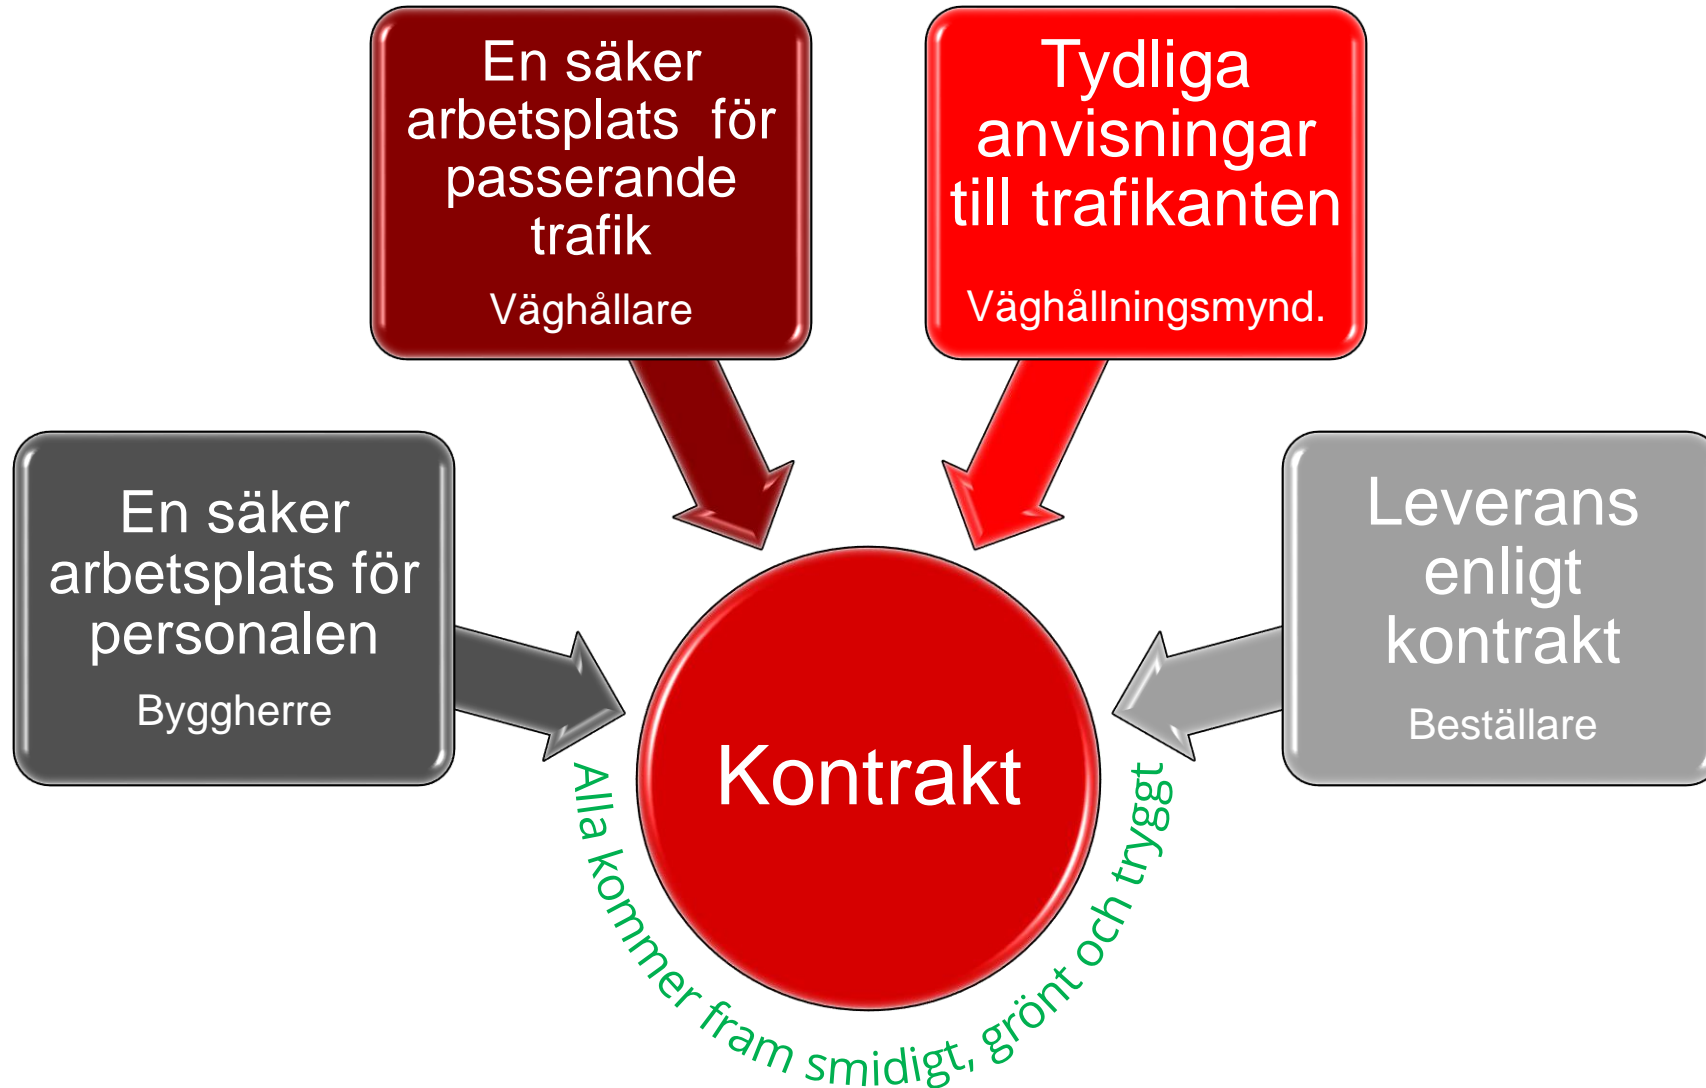 En säker
arbetsplats för
passerande
trafik
Väghållare
Tydliga
anvisningar
till trafikanten
Väghållningsmynd.
En säker
arbetsplats för
personalen
Byggherre
Leverans
enligt
kontrakt
Beställare
Kontrakt
Alla kommer fram smidigt, grönt och tryggt